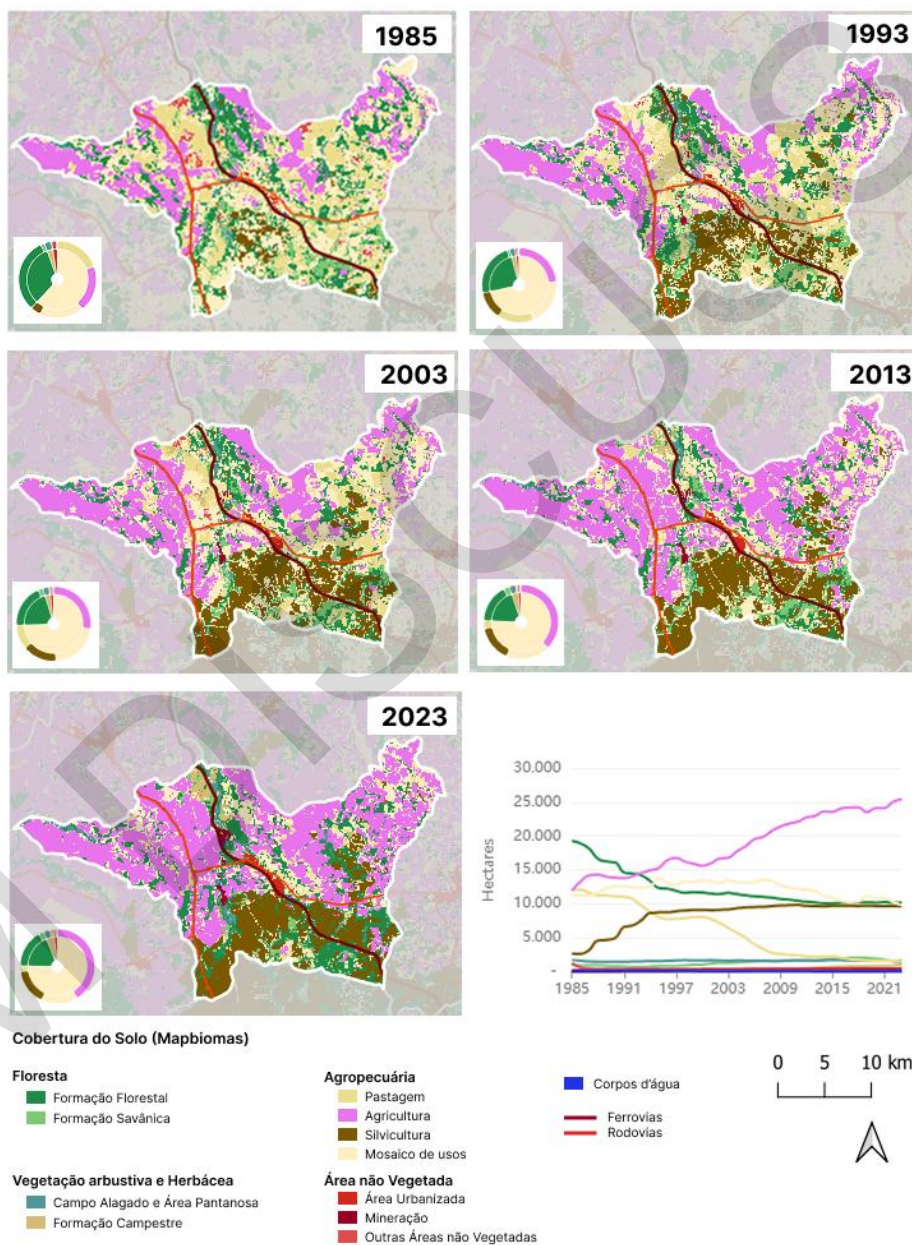 1985
1993
2003
2013
2023
30.000
25.000
20.000
15.000
10.000
5.000
-
Hectares
1985 1991 1997 2003 2009 2015 2021
Cobertura do Solo (Mapbiomas)
Floresta
Formação Florestal
Formação Savânica
Vegetação arbustiva e Herbácea
Campo Alagado e Área Pantanosa
Formação Campestre
Agropecuária
Pastagem
Agricultura
Silvicultura
Mosaico de usos
Área não Vegetada
Área Urbanizada
Mineração
Outras Áreas não Vegetadas
Corpos d'água
Ferrovias
Rodovias
0 5 10 km